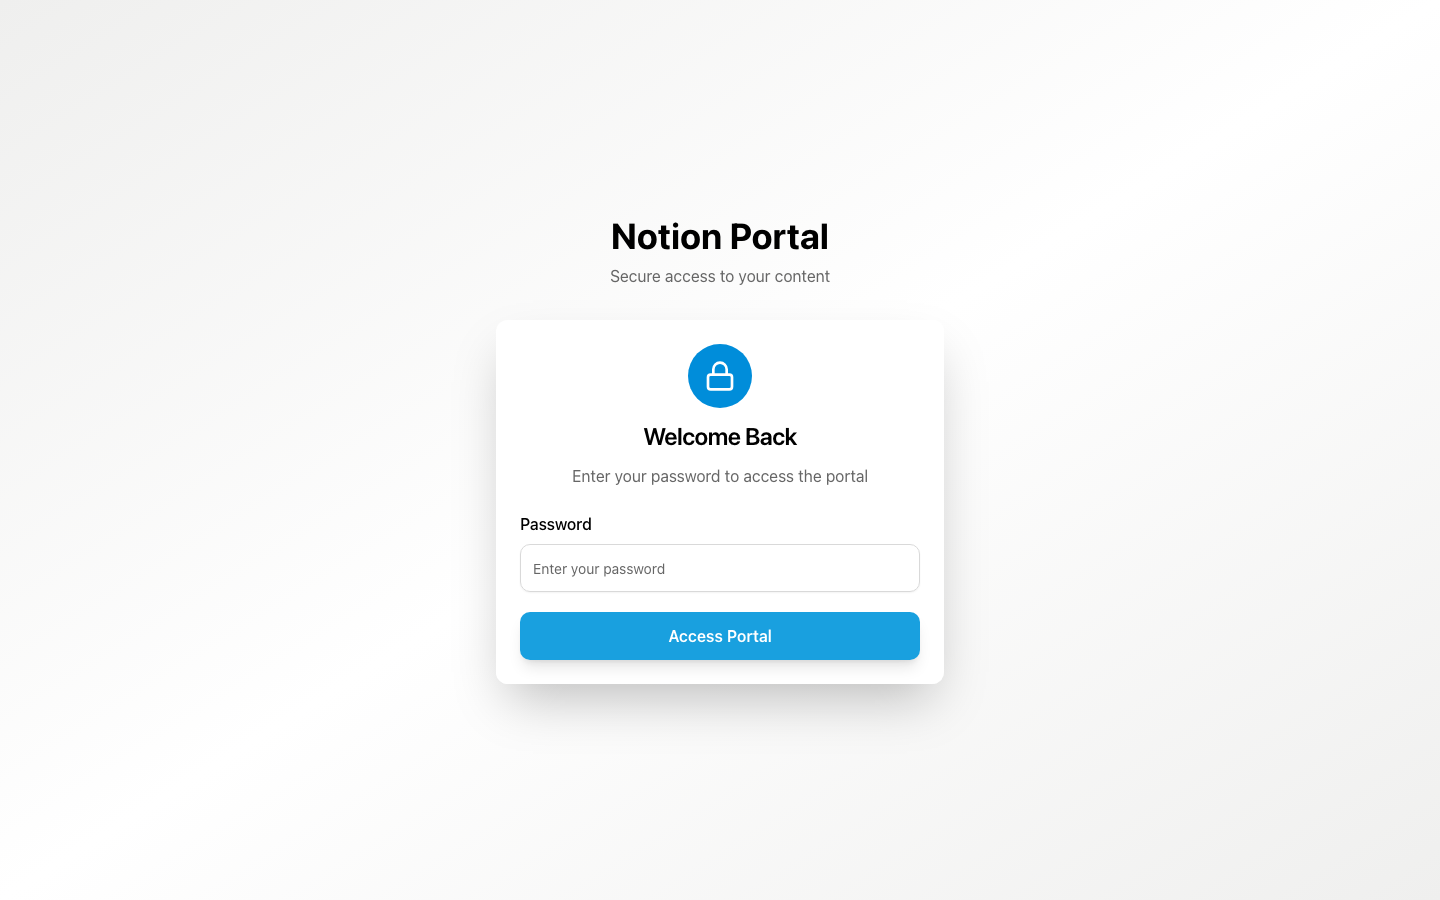 Notion Portal
Secure access to your content
Welcome Back
Enter your password to access the portal
Password
Enter your password
Access Portal